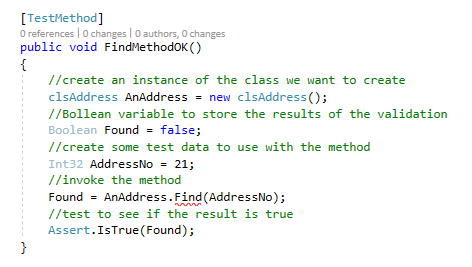 [TestMethod]
0 references | 0 changes | 0 authors, 0 changes
public void FindMethodOK()
{
//create an instance of the class we want to create
clsAddress AnAddress = new clsAddress();
//Bollean variable to store the results of the validation
Boolean Found = false;
//create some test data to use with the method
Int32 AddressNo = 21;
//invoke the method
Found = AnAddress.Find(AddressNo);
//test to see if the result is true
Assert.IsTrue(Found);
}